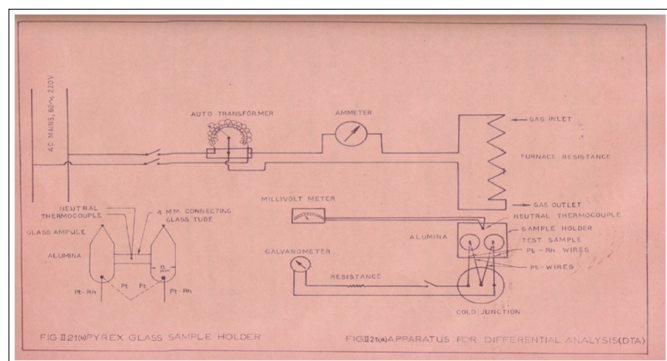 A.C. MAINS, 60~, 220V
AUTO TRANSFORMER
AMMETER
GAS INLET
FURNACE RESISTANCE
GAS OUTLET
MILLIVOLT METER
NEUTRAL THERMOCOUPLE
ALUMINA
SAMPLE HOLDER
TEST SAMPLE
Pt-Rh WIRES
Pt-WIRES
GALVANOMETER
RESISTANCE
COLD JUNCTION
NEUTRAL
THERMOCOUPLE
4 M.M. CONNECTING
GLASS TUBE
GLASS AMPULE
ALUMINA
Pt-Rh
Pt
Pt
Pt-Rh
FIG II.21(b) PYREX GLASS SAMPLE HOLDER
FIG II.21(a) APPARATUS FOR DIFFERENTIAL ANALYSIS (DTA)